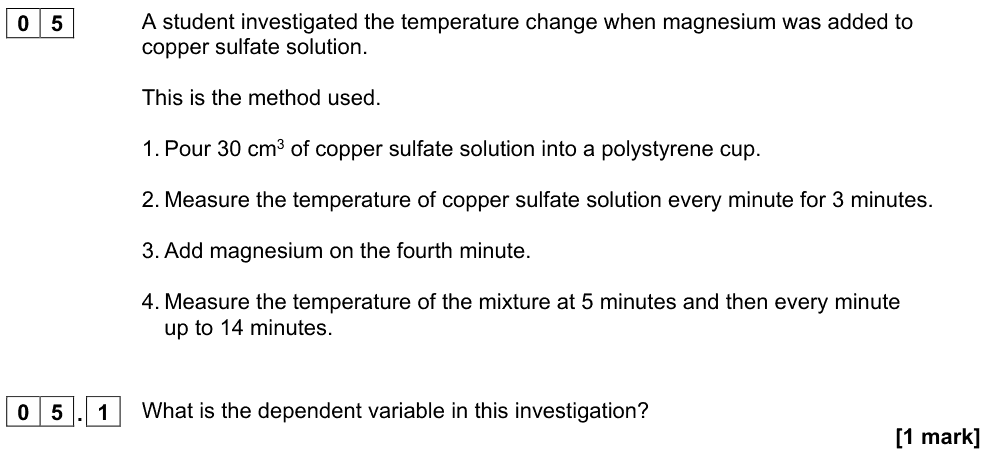 0 5 A student investigated the temperature change when magnesium was added to
copper sulfate solution.
This is the method used.
1. Pour 30 cm³ of copper sulfate solution into a polystyrene cup.
2. Measure the temperature of copper sulfate solution every minute for 3 minutes.
3. Add magnesium on the fourth minute.
4. Measure the temperature of the mixture at 5 minutes and then every minute
up to 14 minutes.
0 5 . 1 What is the dependent variable in this investigation?
[1 mark]